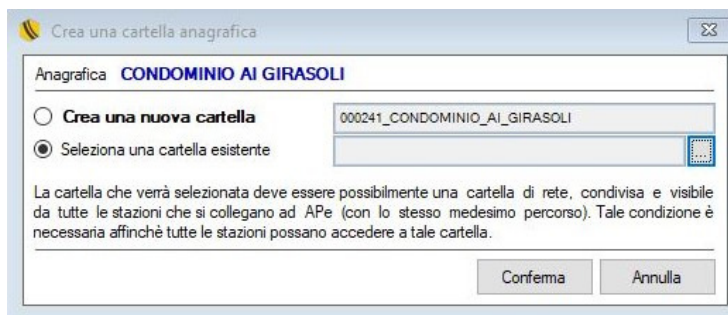 Crea una cartella anagrafica
Anagrafica CONDOMINIO AI GIRASOLI
Crea una nuova cartella 000241_CONDOMINIO_AI_GIRASOLI
Seleziona una cartella esistente ...
La cartella che verrà selezionata deve essere possibilmente una cartella di rete, condivisa e visibile
da tutte le stazioni che si collegano ad APe (con lo stesso medesimo percorso). Tale condizione è
necessaria affinchè tutte le stazioni possano accedere a tale cartella.
Conferma Annulla